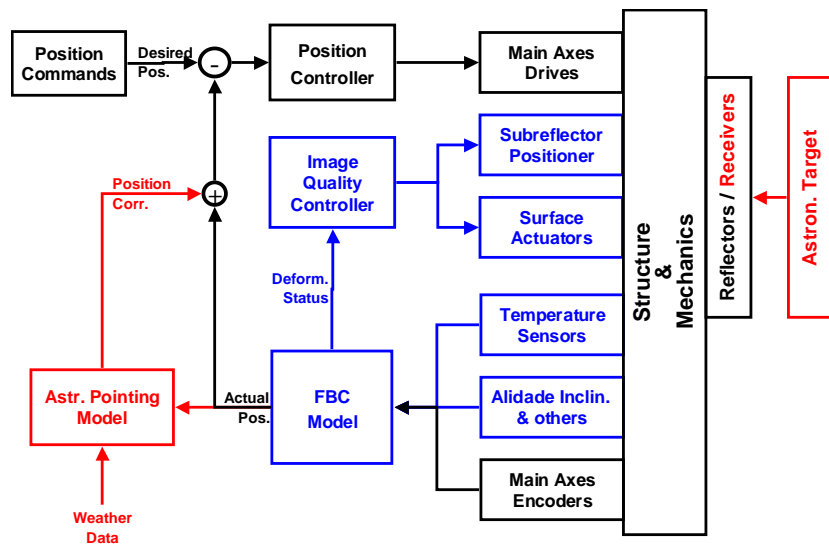 Position
Commands
Desired
Pos.
-
Position
Controller
Main Axes
Drives
Image
Quality
Controller
Subreflector
Positioner
Surface
Actuators
Position
Corr.
+
Deform.
Status
Temperature
Sensors
Astr. Pointing
Model
Actual
Pos.
FBC
Model
Alidade Inclin.
& others
Main Axes
Encoders
Weather
Data
Structure
&
Mechanics
Reflectors / Receivers
Astron. Target